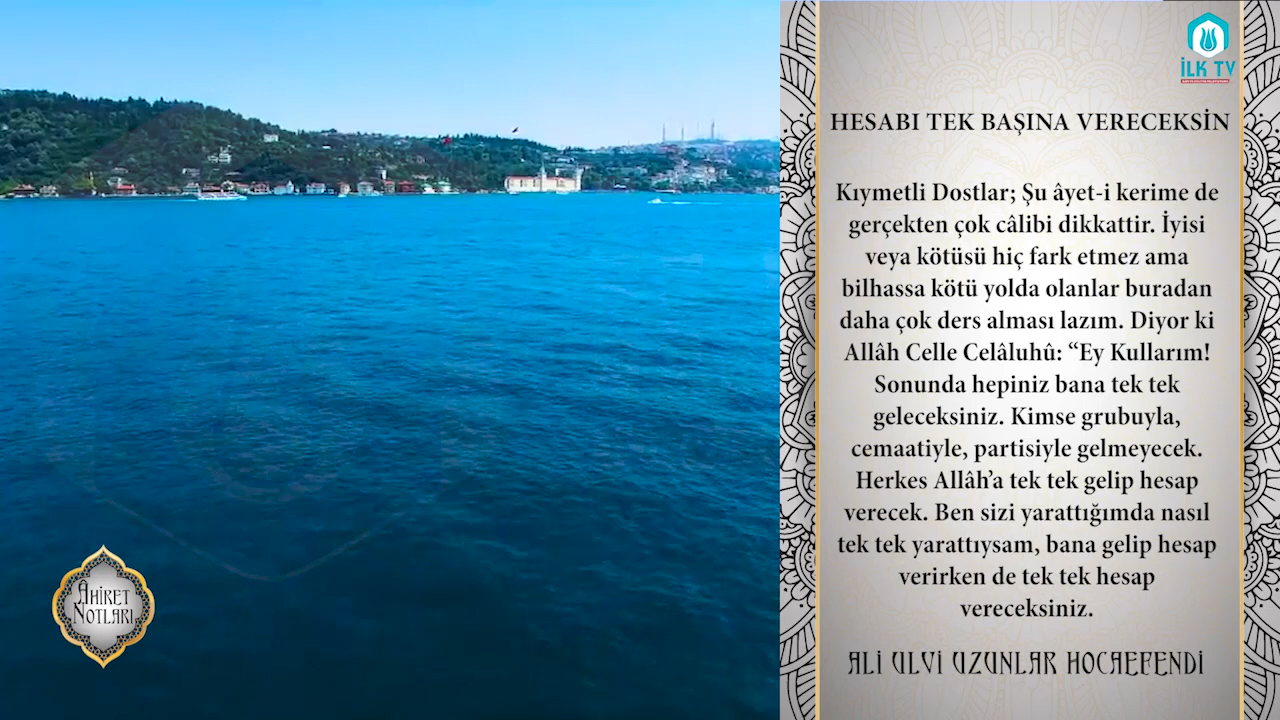 İLK TV
HESABI TEK BAŞINA VERECEKSİN
Kıymetli Dostlar; Şu âyet-i kerime de
gerçekten çok câlibi dikkattir. İyisi
veya kötüsü hiç fark etmez ama
bilhassa kötü yolda olanlar buradan
daha çok ders alması lazım. Diyor ki
Allâh Celle Celâluhû: “Ey Kullarım!
Sonunda hepiniz bana tek tek
geleceksiniz. Kimse grubuyla,
cemaatiyle, partisiyle gelmeyecek.
Herkes Allâh’a tek tek gelip hesap
verecek. Ben sizi yarattığımda nasıl
tek tek yarattıysam, bana gelip hesap
verirken de tek tek hesap
vereceksiniz.
ALİ ULVİ UZUNLAR HOCAEFENDİ
ÂHİRET
NOTLARI